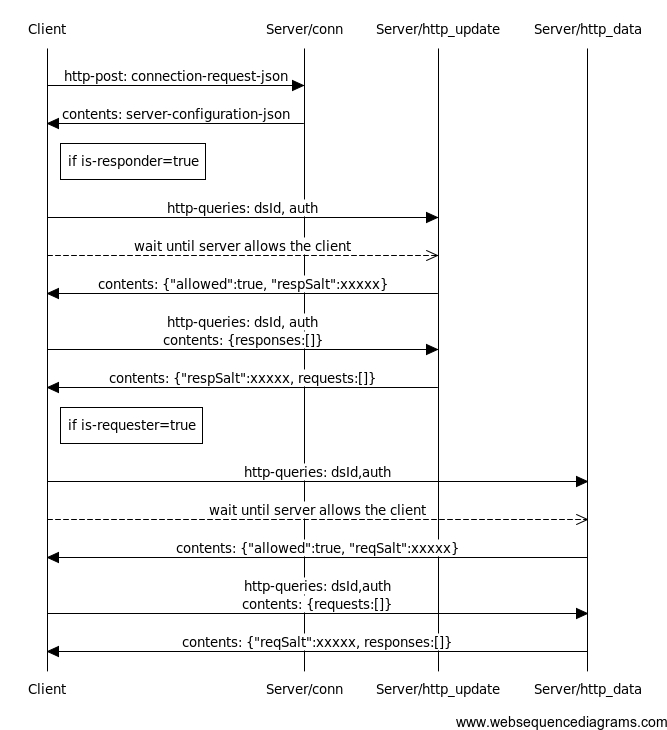 Client Server/conn Server/http_update Server/http_data
http-post: connection-request-json
contents: server-configuration-json
if is-responder=true
http-queries: dsId, auth
wait until server allows the client
contents: {"allowed":true, "respSalt":xxxxx}
http-queries: dsId, auth
contents: {responses:[]}
contents: {"respSalt":xxxxx, requests:[]}
if is-requester=true
http-queries: dsId,auth
wait until server allows the client
contents: {"allowed":true, "reqSalt":xxxxx}
http-queries: dsId,auth
contents: {requests:[]}
contents: {"reqSalt":xxxxx, responses:[]}
Client Server/conn Server/http_update Server/http_data
www.websequencediagrams.com